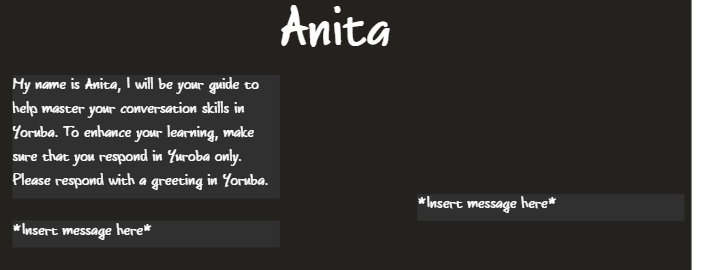 Anita
My name is Anita, I will be your guide to
help master your conversation skills in
Yoruba. To enhance your learning, make
sure that you respond in Yuroba only.
Please respond with a greeting in Yoruba.
*Insert message here*
*Insert message here*